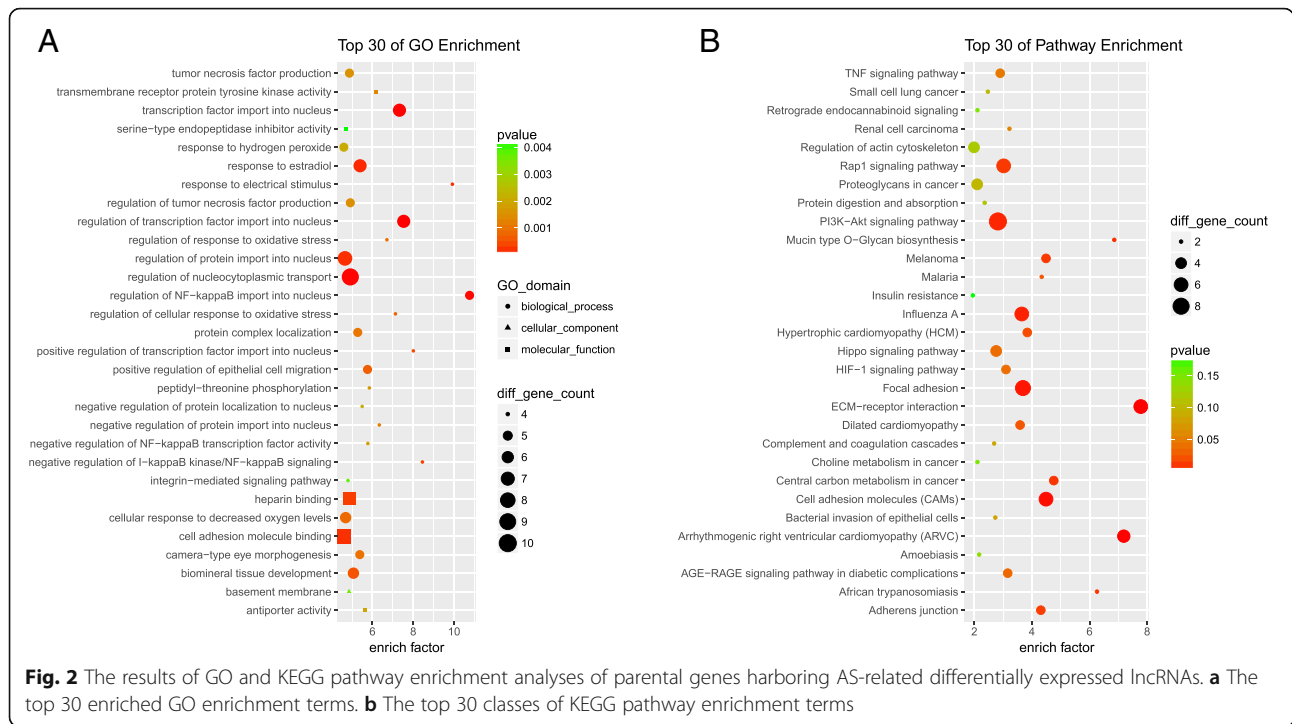 A
Top 30 of GO Enrichment
tumor necrosis factor production
transmembrane receptor protein tyrosine kinase activity
transcription factor import into nucleus
serine−type endopeptidase inhibitor activity
response to hydrogen peroxide
response to estradiol
response to electrical stimulus
regulation of tumor necrosis factor production
regulation of transcription factor import into nucleus
regulation of response to oxidative stress
regulation of protein import into nucleus
regulation of nucleocytoplasmic transport
regulation of NF−kappaB import into nucleus
regulation of cellular response to oxidative stress
protein complex localization
positive regulation of transcription factor import into nucleus
positive regulation of epithelial cell migration
peptidyl−threonine phosphorylation
negative regulation of protein localization to nucleus
negative regulation of protein import into nucleus
negative regulation of NF−kappaB transcription factor activity
negative regulation of I−kappaB kinase/NF−kappaB signaling
integrin−mediated signaling pathway
heparin binding
cellular response to decreased oxygen levels
cell adhesion molecule binding
camera−type eye morphogenesis
biomineral tissue development
basement membrane
antiporter activity
6 8 10
enrich factor
pvalue
0.004
0.003
0.002
0.001
GO_domain
biological_process
cellular_component
molecular_function
diff_gene_count
4
5
6
7
8
9
10
B
Top 30 of Pathway Enrichment
TNF signaling pathway
Small cell lung cancer
Retrograde endocannabinoid signaling
Renal cell carcinoma
Regulation of actin cytoskeleton
Rap1 signaling pathway
Proteoglycans in cancer
Protein digestion and absorption
PI3K−Akt signaling pathway
Mucin type O−Glycan biosynthesis
Melanoma
Malaria
Insulin resistance
Influenza A
Hypertrophic cardiomyopathy (HCM)
Hippo signaling pathway
HIF−1 signaling pathway
Focal adhesion
ECM−receptor interaction
Dilated cardiomyopathy
Complement and coagulation cascades
Choline metabolism in cancer
Central carbon metabolism in cancer
Cell adhesion molecules (CAMs)
Bacterial invasion of epithelial cells
Arrhythmogenic right ventricular cardiomyopathy (ARVC)
Amoebiasis
AGE−RAGE signaling pathway in diabetic complications
African trypanosomiasis
Adherens junction
2 4 6 8
enrich factor
diff_gene_count
2
4
6
8
pvalue
0.15
0.10
0.05
Fig. 2 The results of GO and KEGG pathway enrichment analyses of parental genes harboring AS-related differentially expressed lncRNAs. a The
top 30 enriched GO enrichment terms. b The top 30 classes of KEGG pathway enrichment terms